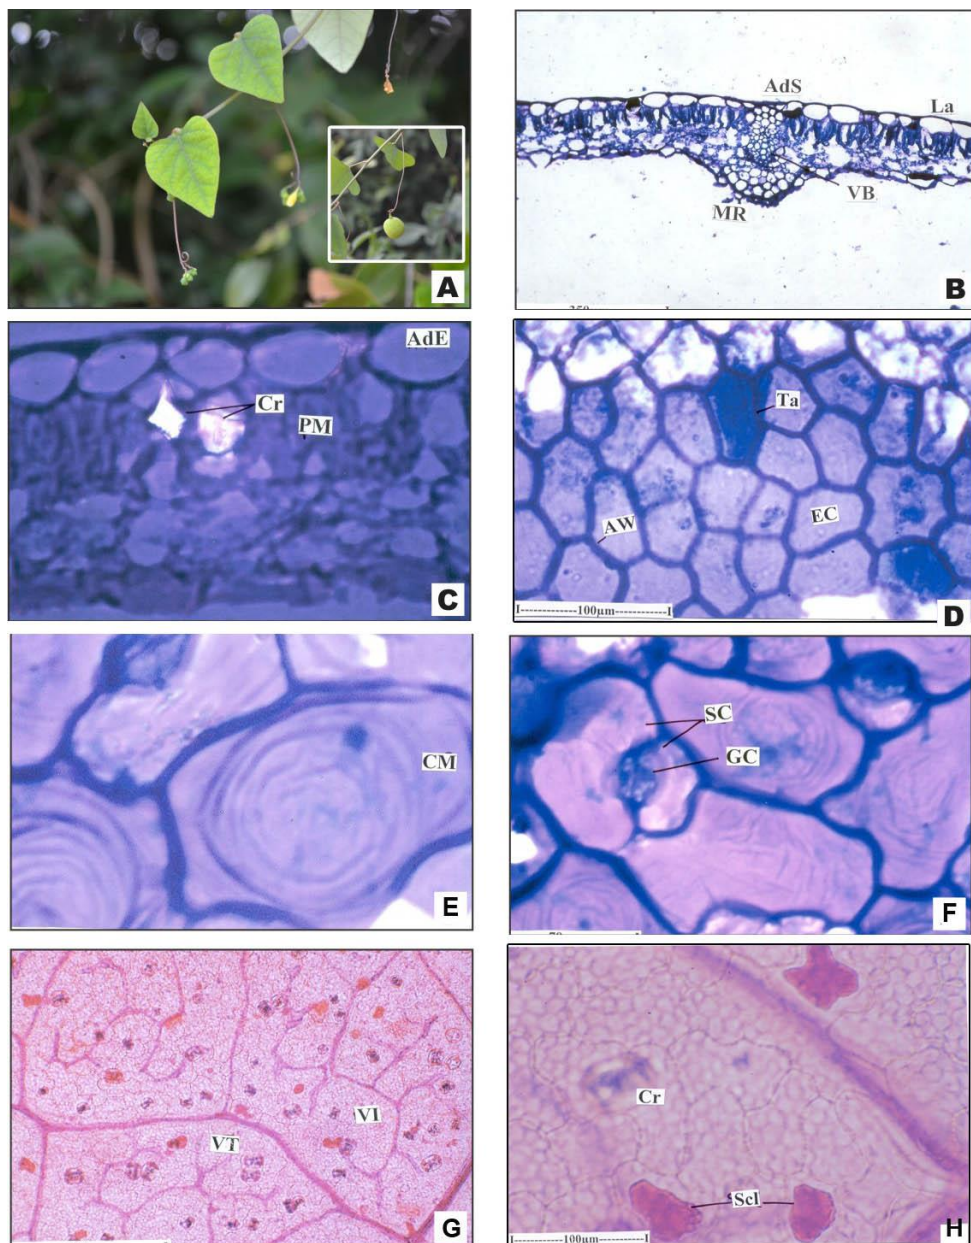 A
AdS
La
VB
MR
B
AdE
Cr
PM
C
Ta
EC
AW
I------------100µm------------I
D
CM
E
SC
GC
F
VI
VT
G
Cr
Scl
I------------100µm------------I
H